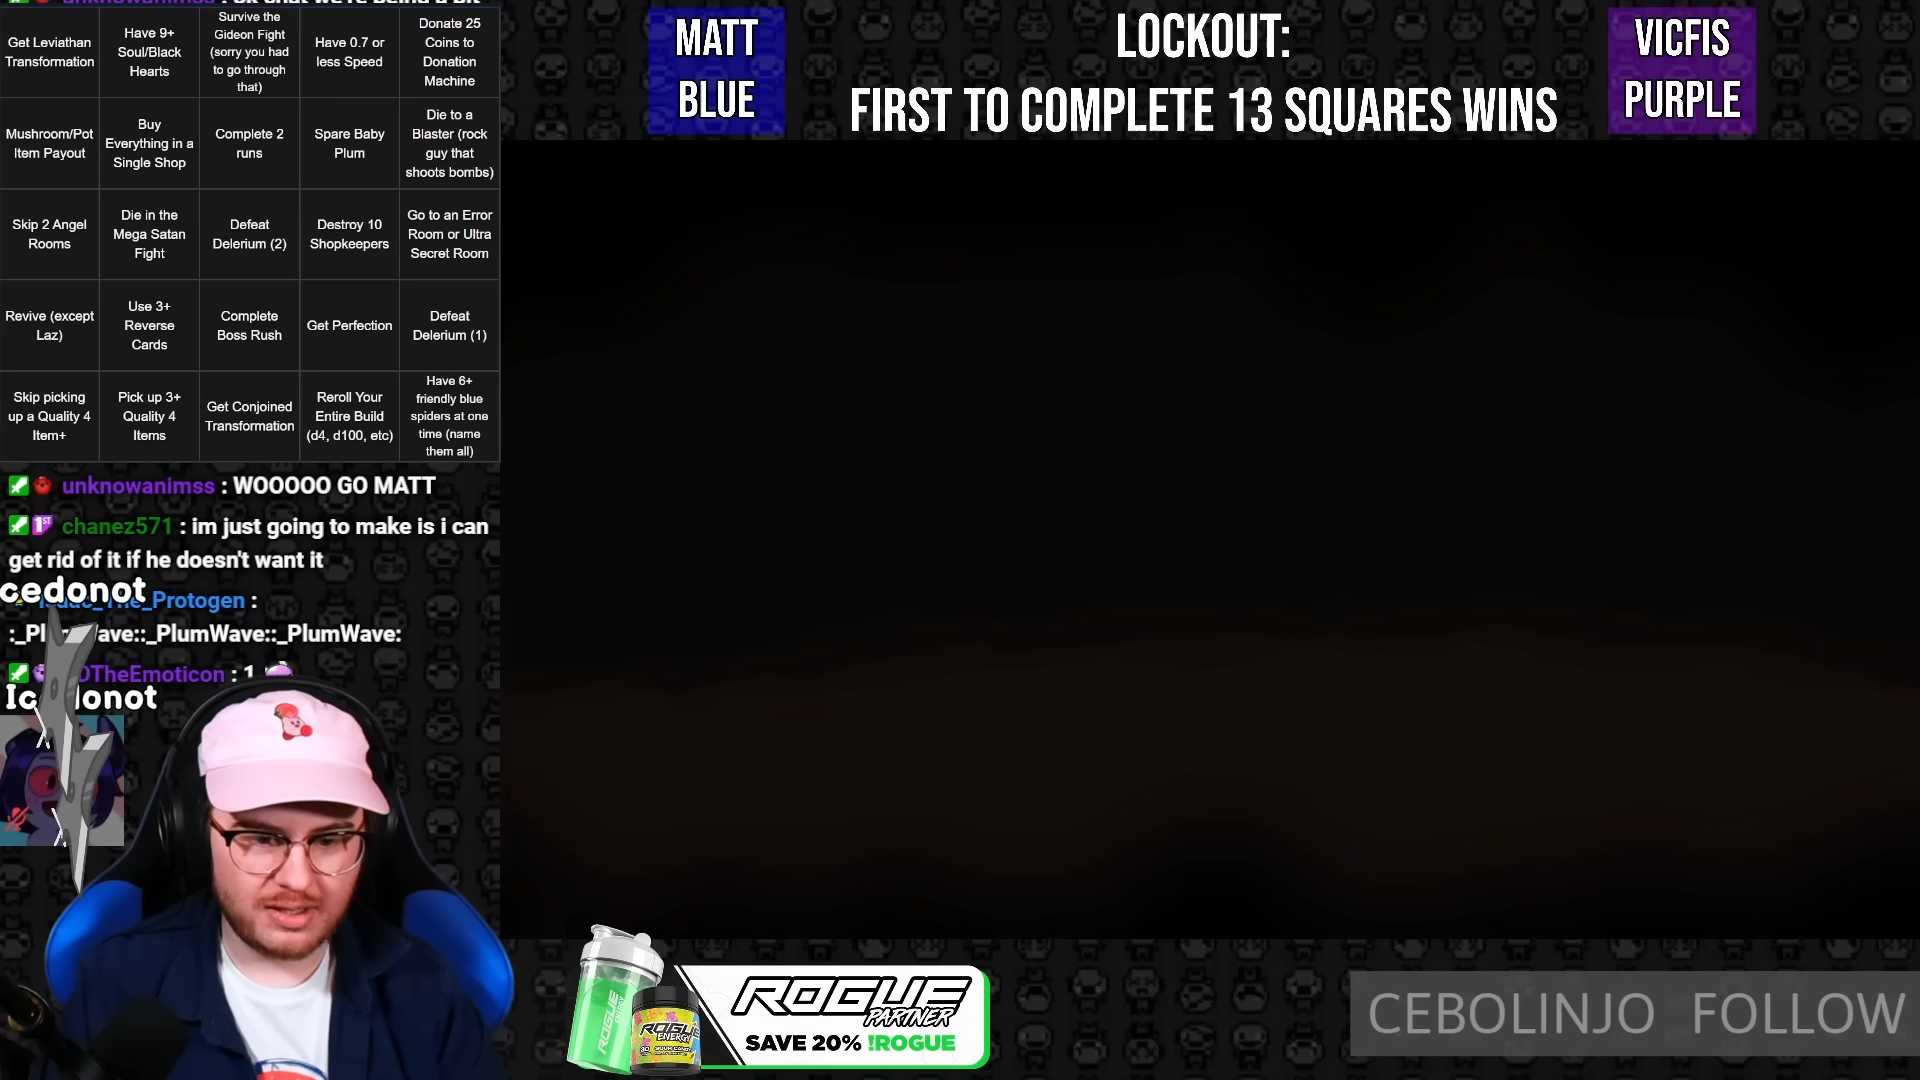 Get Leviathan
Transformation
Have 9+
Soul/Black
Hearts
Survive the
Gideon Fight
(sorry you had
to go through
that)
Have 0.7 or
less Speed
Donate 25
Coins to
Donation
Machine
Mushroom/Pot
Item Payout
Buy
Everything in a
Single Shop
Complete 2
runs
Spare Baby
Plum
Die to a
Blaster (rock
guy that
shoots bombs)
Skip 2 Angel
Rooms
Die in the
Mega Satan
Fight
Defeat
Delerium (2)
Destroy 10
Shopkeepers
Go to an Error
Room or Ultra
Secret Room
Revive (except
Laz)
Use 3+
Reverse
Cards
Complete
Boss Rush
Get Perfection
Defeat
Delerium (1)
Skip picking
up a Quality 4
Item+
Pick up 3+
Quality 4
Items
Get Conjoined
Transformation
Reroll Your
Entire Build
(d4, d100, etc)
Have 6+
friendly blue
spiders at one
time (name
them all)
MATT
BLUE
LOCKOUT:
FIRST TO COMPLETE 13 SQUARES WINS
VICFIS
PURPLE
unknowanimss : WOOOOO GO MATT
1ST chanez571 : im just going to make is i can
get rid of it if he doesn't want it
cedonot
_Protogen :
_PlumWave::_PlumWave:
DTheEmoticon : 1
ROGUE
PARTNER
SAVE 20% !ROGUE
ROGUE
ROGUE
ENERGY
CEBOLINJO FOLLOW